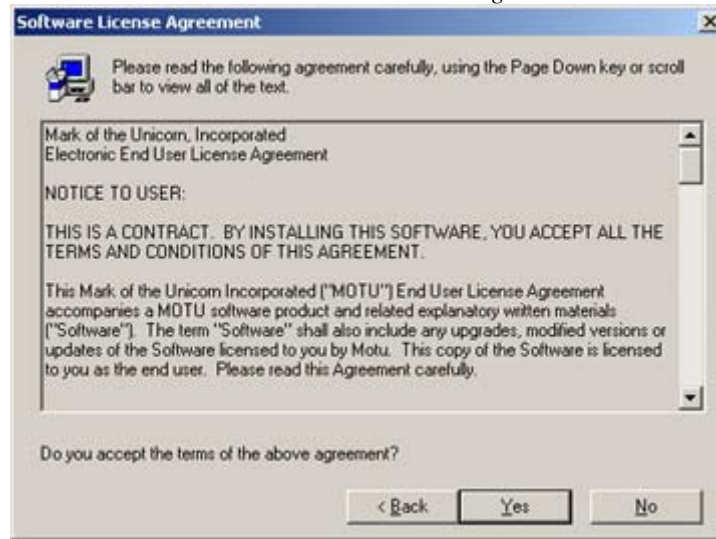 Software License Agreement
Please read the following agreement carefully, using the Page Down key or scroll
bar to view all of the text.
Mark of the Unicorn, Incorporated
Electronic End User License Agreement
NOTICE TO USER:
THIS IS A CONTRACT. BY INSTALLING THIS SOFTWARE, YOU ACCEPT ALL THE
TERMS AND CONDITIONS OF THIS AGREEMENT.
This Mark of the Unicorn Incorporated ("MOTU") End User License Agreement
accompanies a MOTU software product and related explanatory written materials
("Software"). The term "Software" shall also include any upgrades, modified versions or
updates of the Software licensed to you by Motu. This copy of the Software is licensed
to you as the end user. Please read this Agreement carefully.
Do you accept the terms of the above agreement?
< Back Yes No